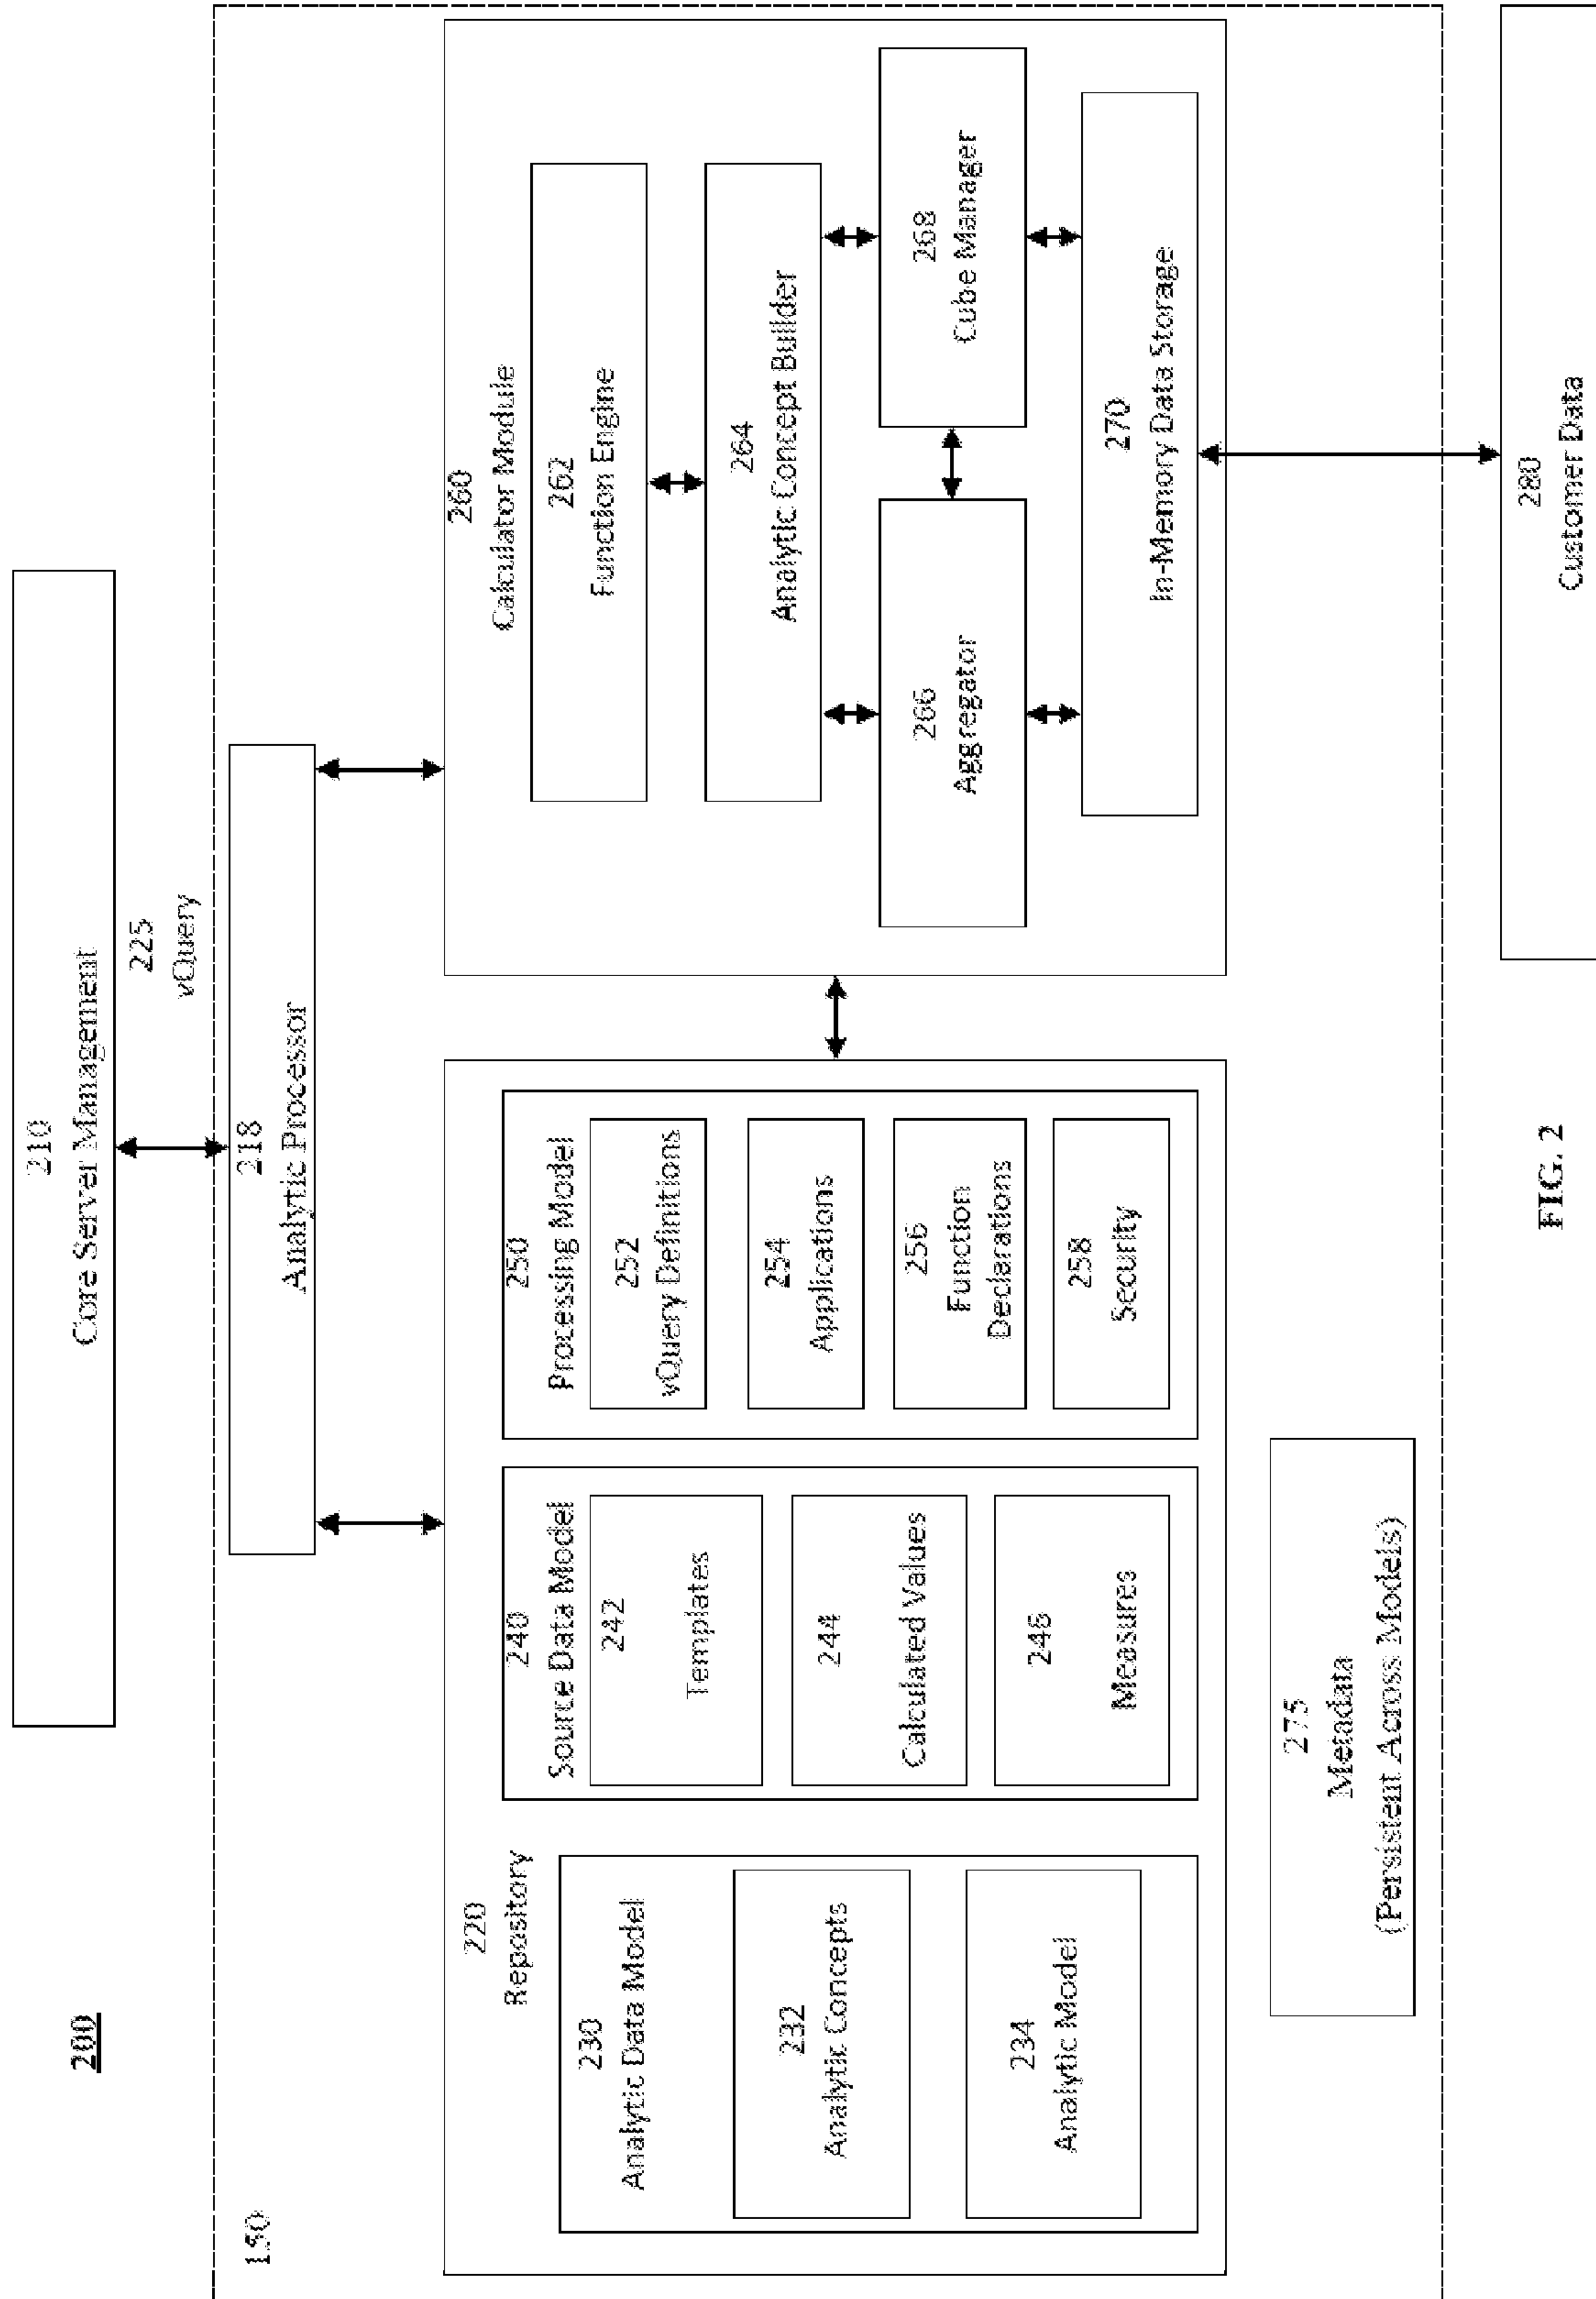 200
210
Core Server Management
225
vQuery
150
218
Analytic Processor
220
Repository
230
Analytic Data Model
232
Analytic Concepts
234
Analytic Model
240
Source Data Model
242
Templates
244
Calculated Values
246
Measures
250
Processing Model
252
vQuery Definitions
254
Applications
256
Function
Declarations
258
Security
260
Calculator Module
262
Function Engine
264
Analytic Concept Builder
266
Aggregator
268
Cube Manager
270
In-Memory Data Storage
275
Metadata
(Persistent Across Models)
280
Customer Data
FIG. 2